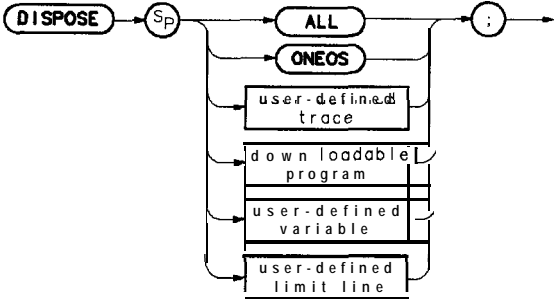 DISPOSE SP ALL ;
ONEOS
user-defined
trace
down loadable
program
user-defined
variable
user-defined
limit line